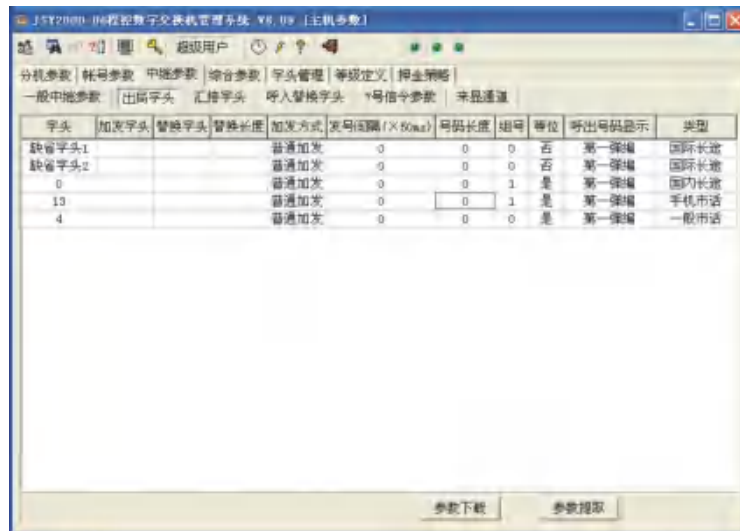 JSY2000-06程控数字交换机管理系统 V8.09 [主机参数]
超级用户
分机参数 帐号参数 中继参数 综合参数 字头管理 等级定义 押金策略
一般中继参数 出局字头 汇接字头 呼入替换字头 7号信令参数 来显通道
字头 加发字头 替换字头 替换长度 加发方式 发号间隔(×50ms) 号码长度 组号 等位 呼出号码显示 类型
缺省字头1 普通加发 0 0 0 否 第一弹编 国际长途
缺省字头2 普通加发 0 0 0 否 第一弹编 国际长途
0 普通加发 0 0 1 是 第一弹编 国内长途
13 普通加发 0 0 1 是 第一弹编 手机市话
4 普通加发 0 0 0 是 第一弹编 一般市话
参数下载 参数提取